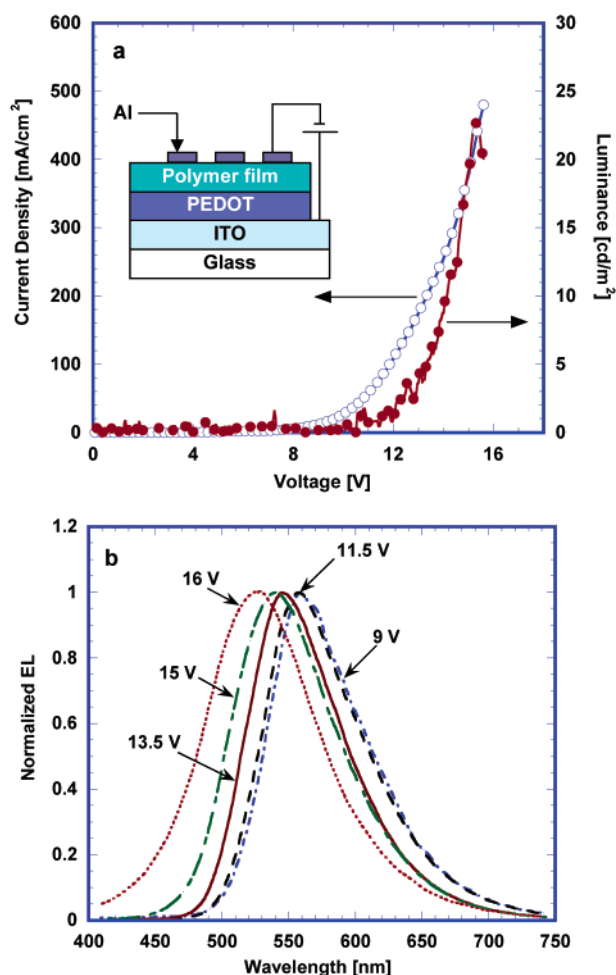 a
600
500
400
300
200
100
0
Current Density [mA/cm²]
30
25
20
15
10
5
0
Luminance [cd/m²]
Al
Polymer film
PEDOT
ITO
Glass
0 4 8 12 16
Voltage [V]
b
1.2
1
0.8
0.6
0.4
0.2
0
Normalized EL
11.5 V
16 V
9 V
15 V
13.5 V
400 450 500 550 600 650 700 750
Wavelength [nm]